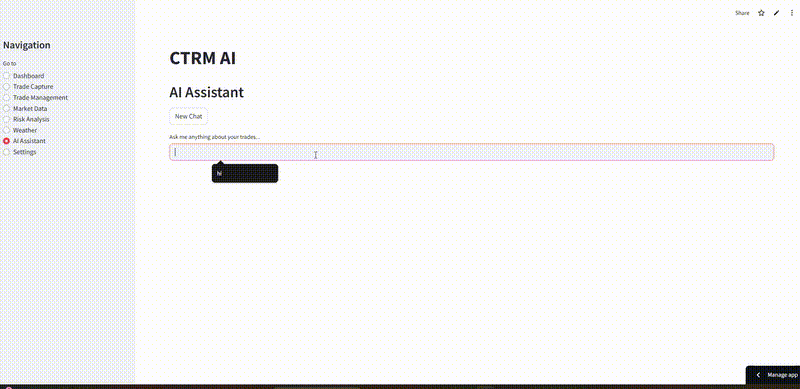 Share
Navigation
Go to
Dashboard
Trade Capture
Trade Management
Market Data
Risk Analysis
Weather
AI Assistant
Settings
CTRM AI
AI Assistant
New Chat
Ask me anything about your trades...
hi
Manage app